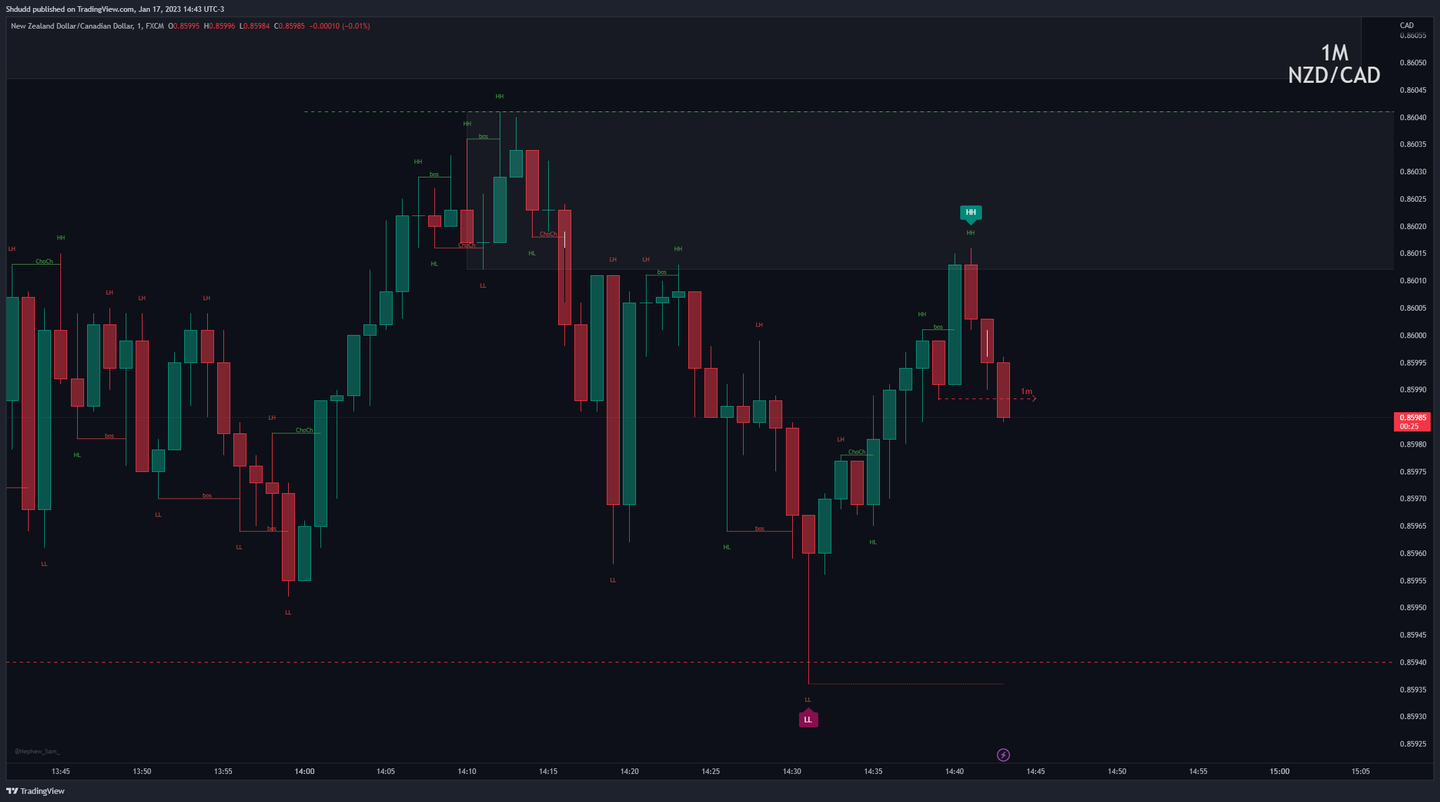 Shdudd published on TradingView.com, Jan 17, 2023 14:43 UTC-3
New Zealand Dollar/Canadian Dollar, 1, FXCM O0.85995 H0.85996 L0.85984 C0.85985 −0.00010 (−0.01%)
CAD
0.86055
1M
NZD/CAD
0.86050
0.86045
HH
0.86040
HH
bos
0.86035
HH
bos
0.86030
0.86025
HH
0.86020
HH
HH
ChoCh
LH
ChoCh
HH
HL
0.86015
ChoCh
HL
LH
LH
bos
0.86010
LL
LH
LH
LH
0.86005
HH
LH
bos
0.86000
0.85995
0.85990
1m
0.85985
00:25
LH
ChoCh
bos
LH
0.85980
HL
ChoCh
0.85975
bos
0.85970
LL
bos
bos
0.85965
LL
HL
HL
0.85960
LL
LL
0.85955
LL
0.85950
0.85945
0.85940
0.85935
LL
LL
0.85930
0.85925
@Nephew_Sam_
13:45 13:50 13:55 14:00 14:05 14:10 14:15 14:20 14:25 14:30 14:35 14:40 14:45 14:50 14:55 15:00 15:05
TradingView